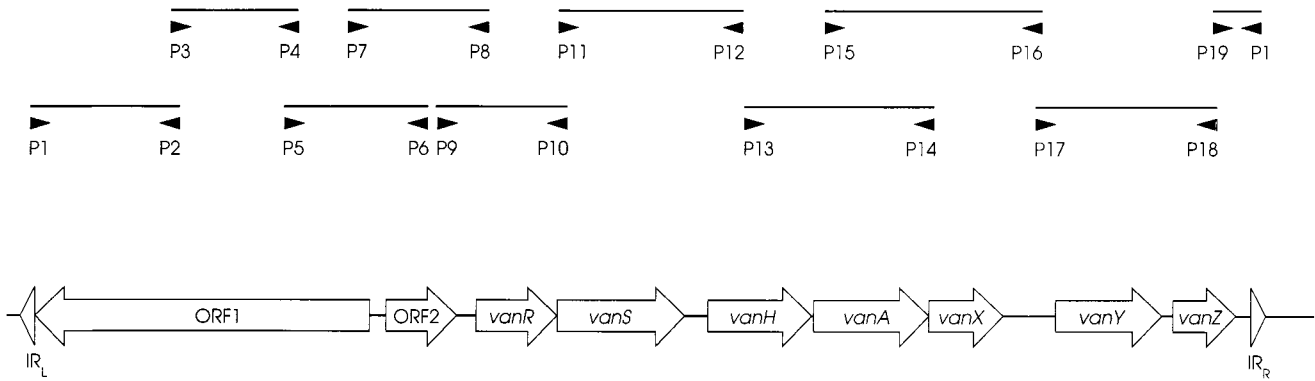 P3 P4 P7 P8 P11 P12 P15 P16 P19 P1
P1 P2 P5 P6 P9 P10 P13 P14 P17 P18
ORF1 ORF2 vanR vanS vanH vanA vanX vanY vanZ
IRL IRR